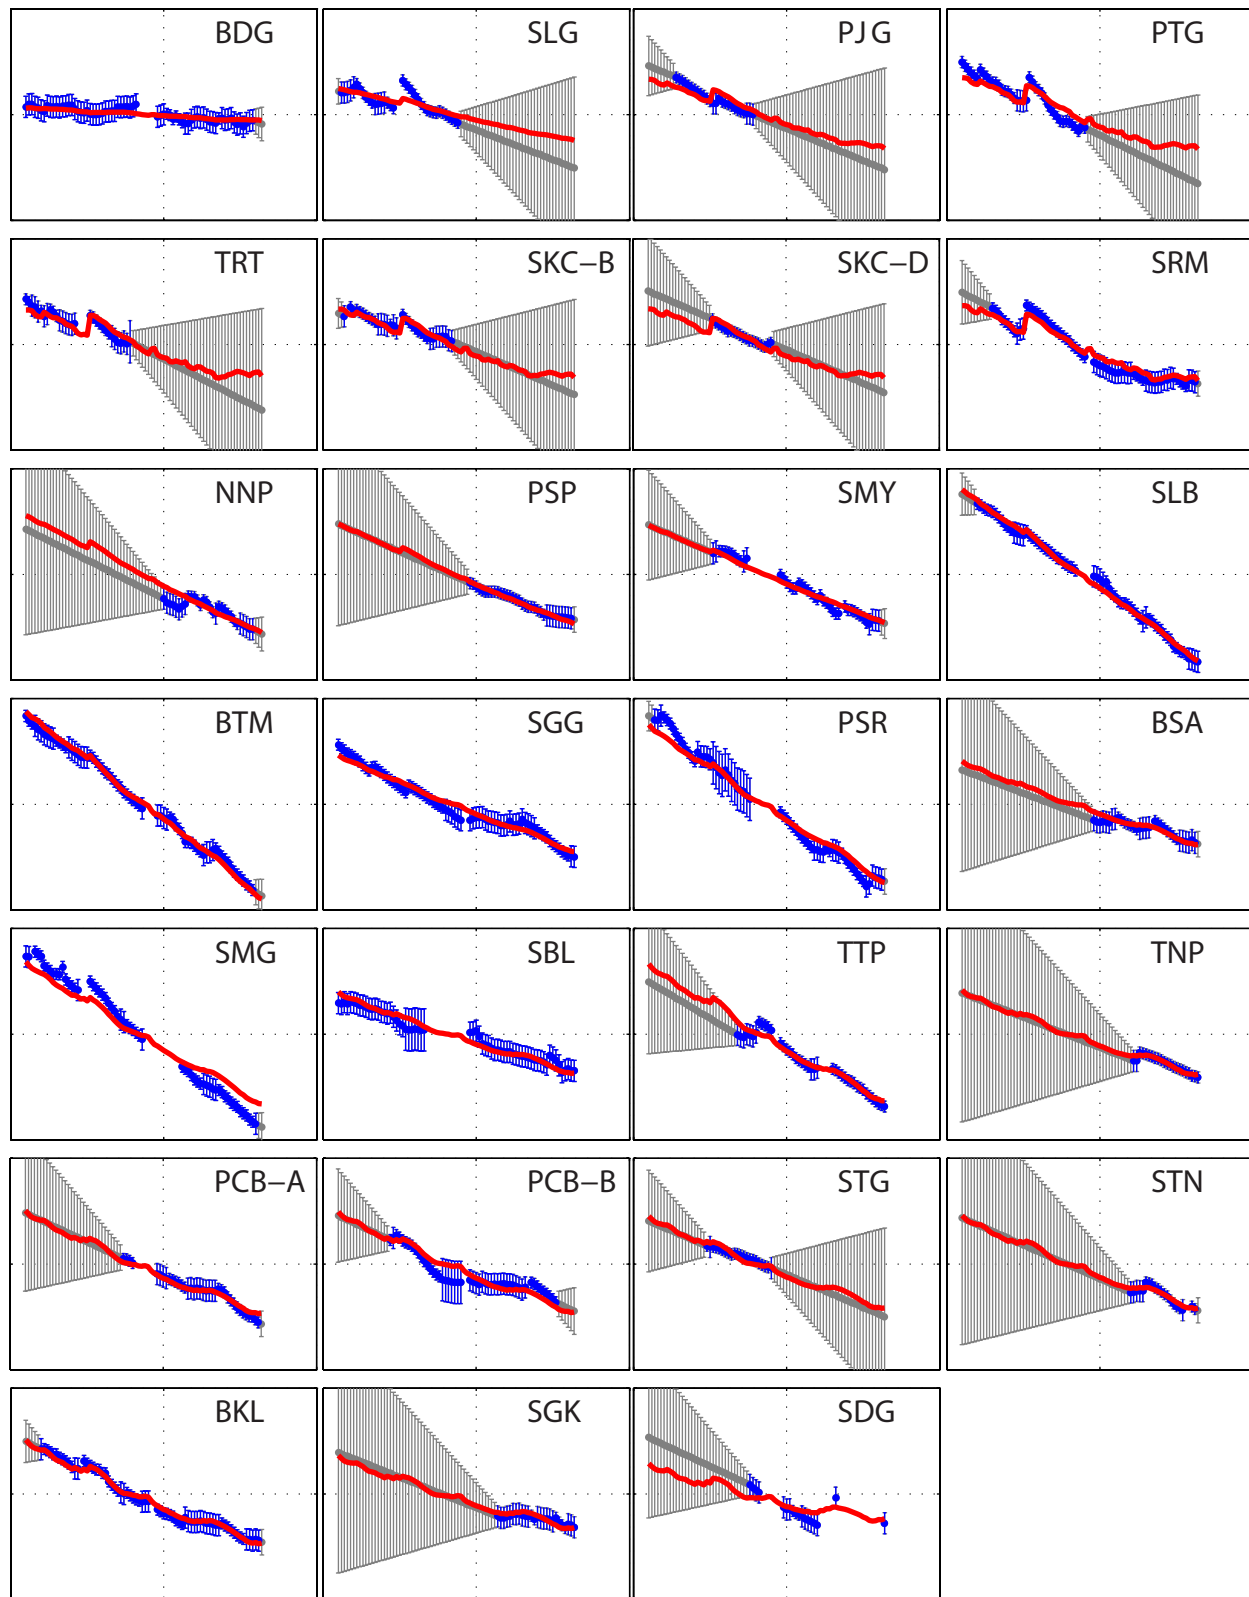 BDG
SLG
PJG
PTG
TRT
SKC–B
SKC–D
SRM
NNP
PSP
SMY
SLB
BTM
SGG
PSR
BSA
SMG
SBL
TTP
TNP
PCB–A
PCB–B
STG
STN
BKL
SGK
SDG